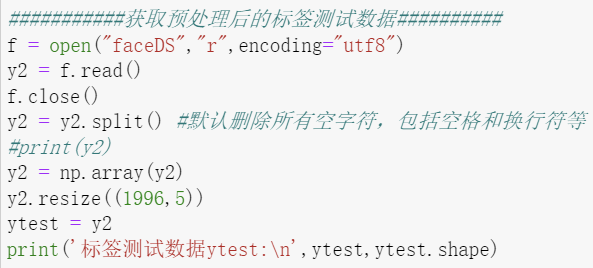 ###########获取预处理后的标签测试数据##########
f = open("faceDS","r",encoding="utf8")
y2 = f.read()
f.close()
y2 = y2.split() #默认删除所有空字符，包括空格和换行符等
#print(y2)
y2 = np.array(y2)
y2.resize((1996,5))
ytest = y2
print('标签测试数据ytest:\n',ytest,ytest.shape)